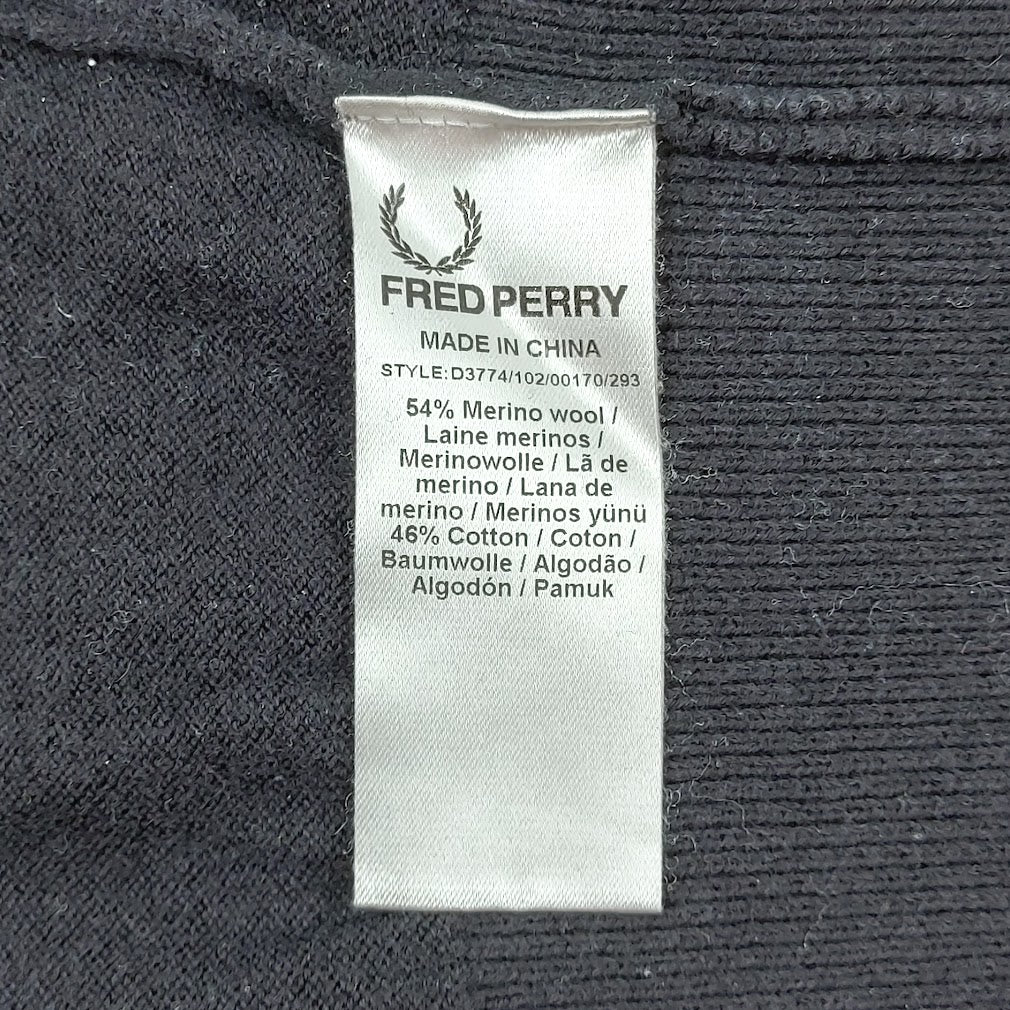 FRED PERRY
MADE IN CHINA
STYLE:D3774/102/00170/293
54% Merino wool /
Laine merinos /
Merinowolle / Lã de
merino / Lana de
merino / Merinos yünü
46% Cotton / Coton /
Baumwolle / Algodão /
Algodón / Pamuk